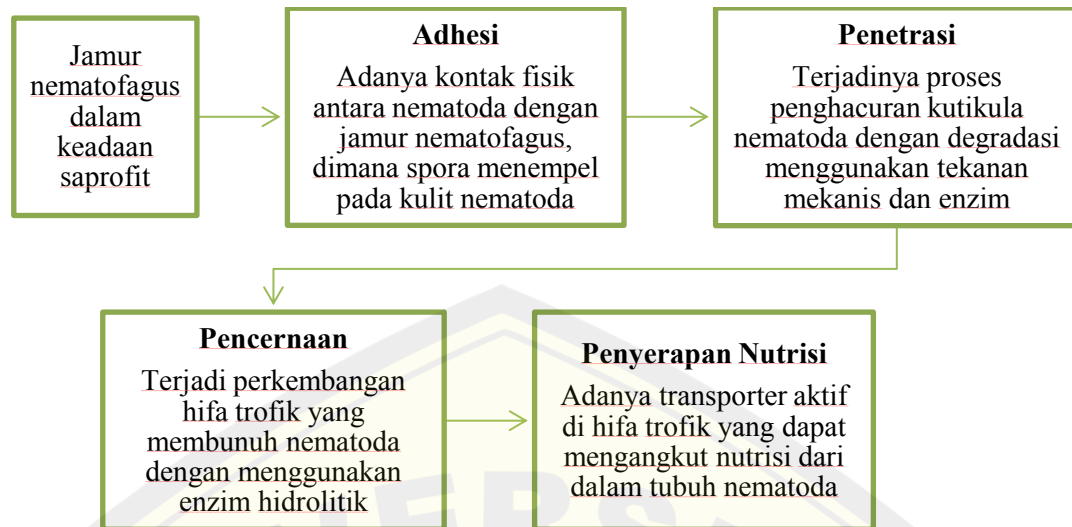 Jamur
nematofagus
dalam
keadaan
saprofit
Adhesi
Adanya kontak fisik
antara nematoda dengan
jamur nematofagus,
dimana spora menempel
pada kulit nematoda
Penetrasi
Terjadinya proses
penghacuran kutikula
nematoda dengan degradasi
menggunakan tekanan
mekanis dan enzim
Pencernaan
Terjadi perkembangan
hifa trofik yang
membunuh nematoda
dengan menggunakan
enzim hidrolitik
Penyerapan Nutrisi
Adanya transporter aktif
di hifa trofik yang dapat
mengangkut nutrisi dari
dalam tubuh nematoda